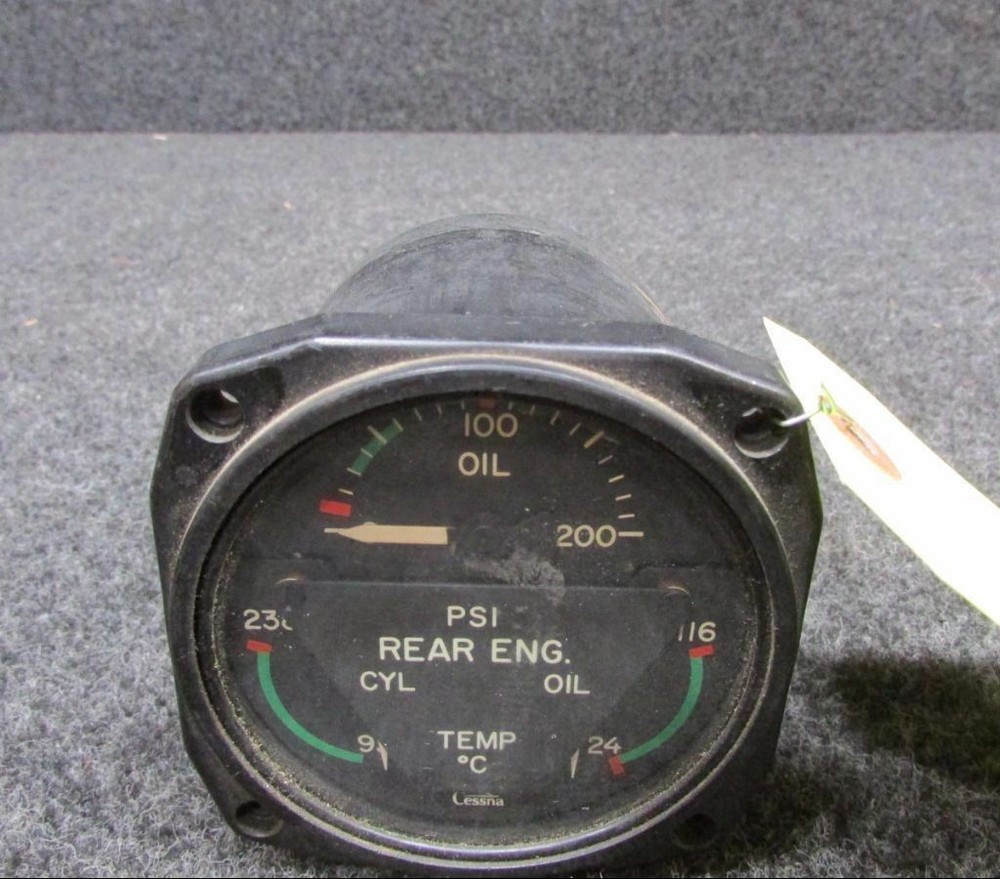 100
OIL
200
PSI
116
REAR ENG.
CYL OIL
TEMP
24
°C
Cessna